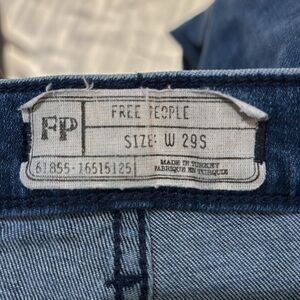 FREE PEOPLE
FP
SIZE: W 29S
61855-16515125
MADE IN TURKEY
FABRIQUE EN TURQUIE